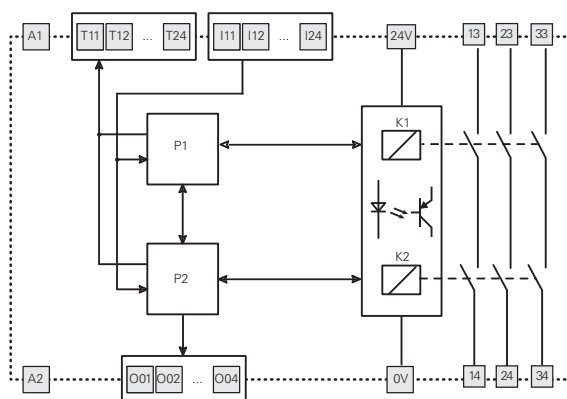 A1 T11 T12 ... T24 I11 I12 ... I24 24V 13 23 33
K1
P1
K2
P2
A2 O01 O02 ... O04 0V 14 24 34